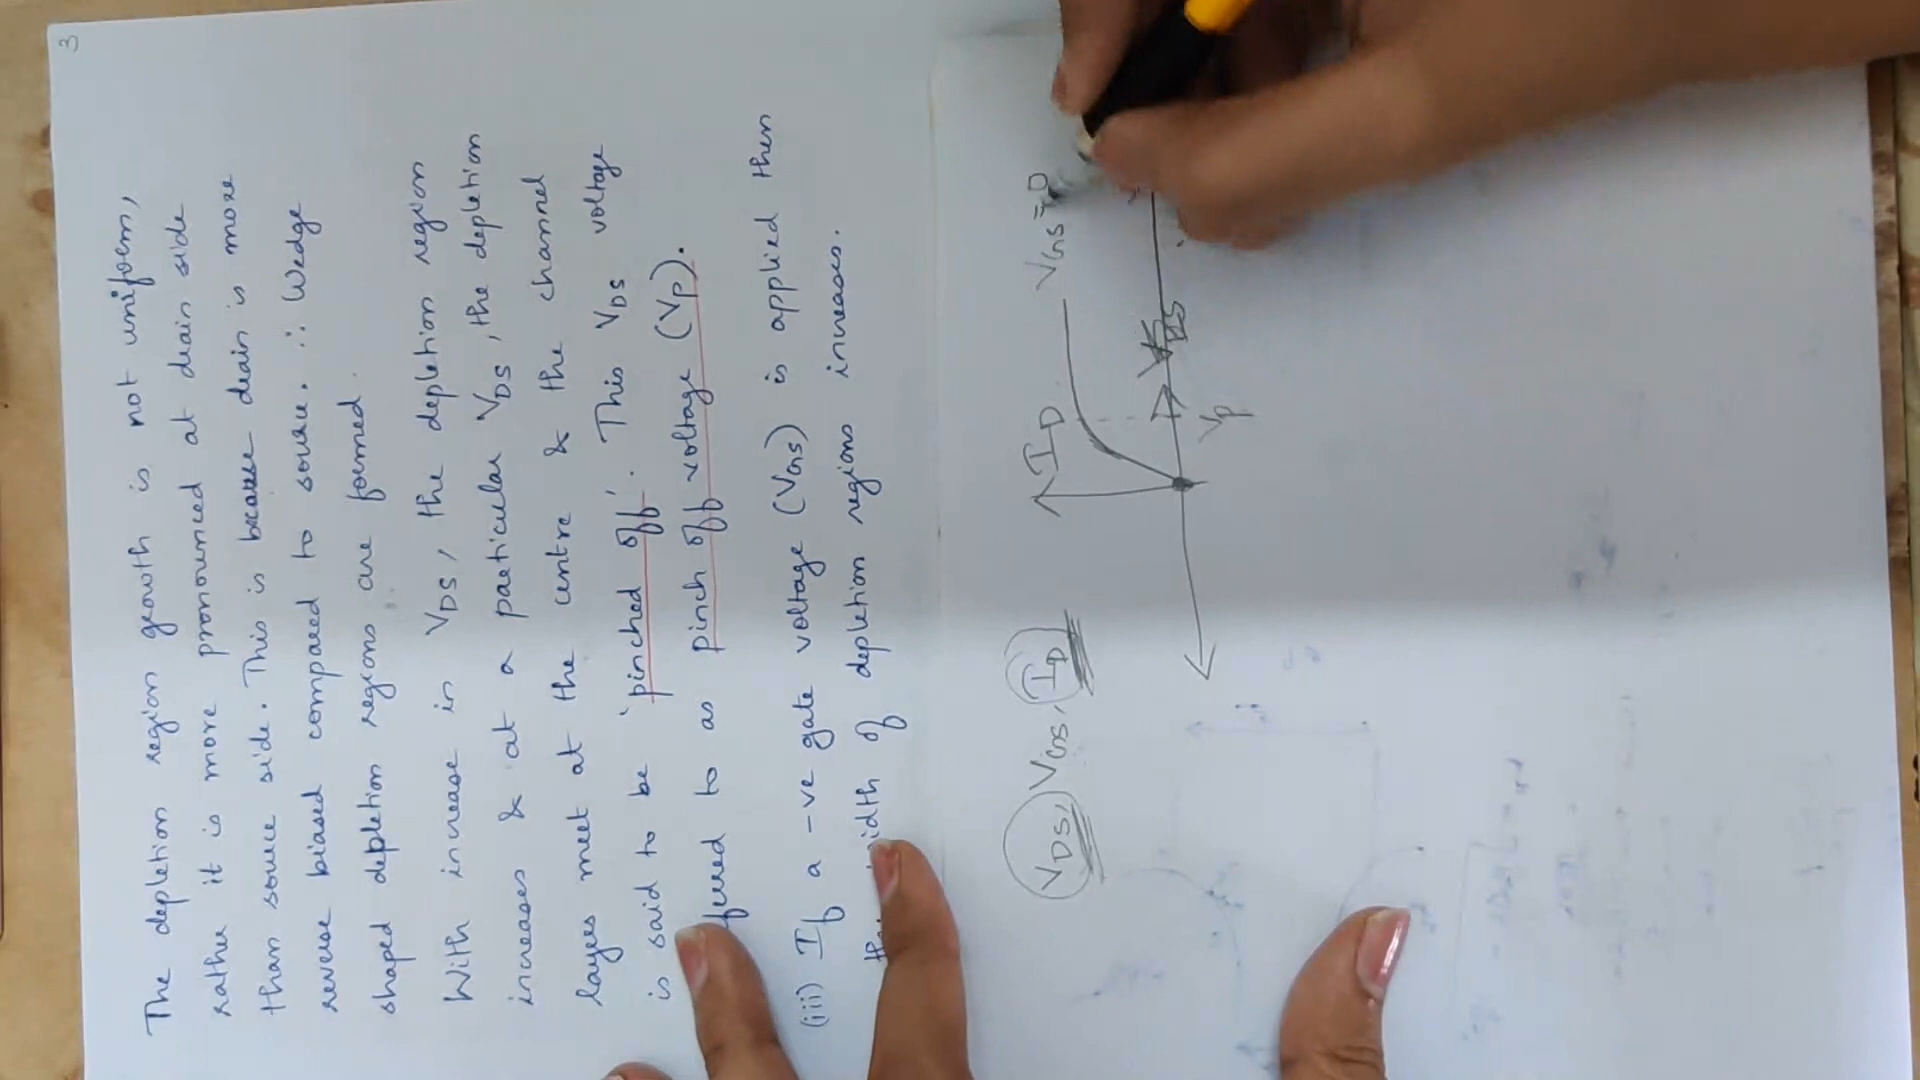 3
The depletion region growth is not uniform,
rather it is more pronounced at drain side
than source side. This is because drain is more
reverse biased compared to source. ∴ Wedge
shaped depletion regions are formed.
With increase in VDS, the depletion region
increases & at a particular VDS, the depletion
layers meet at the centre & the channel
is said to be 'pinched off'. This VDS voltage
ferred to as pinch off voltage (VP).
(iii) If a -ve gate voltage (VGS) is applied then
width of depletion regions increases.
VDS, VGS, ID
ID
VGS=0
VDS
VP